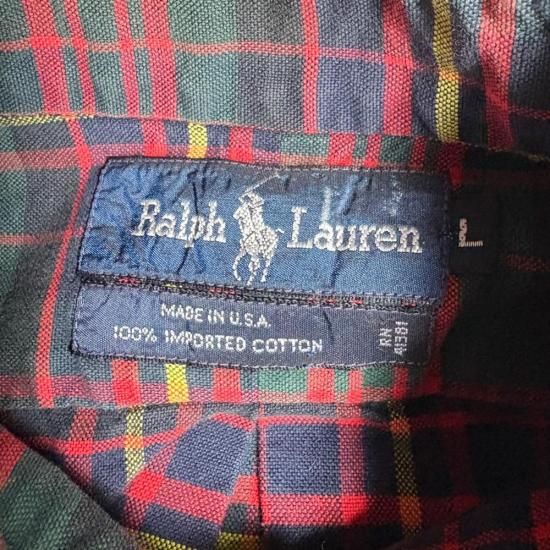 Ralph Lauren
L
MADE IN U.S.A.
100% IMPORTED COTTON
RN
41381